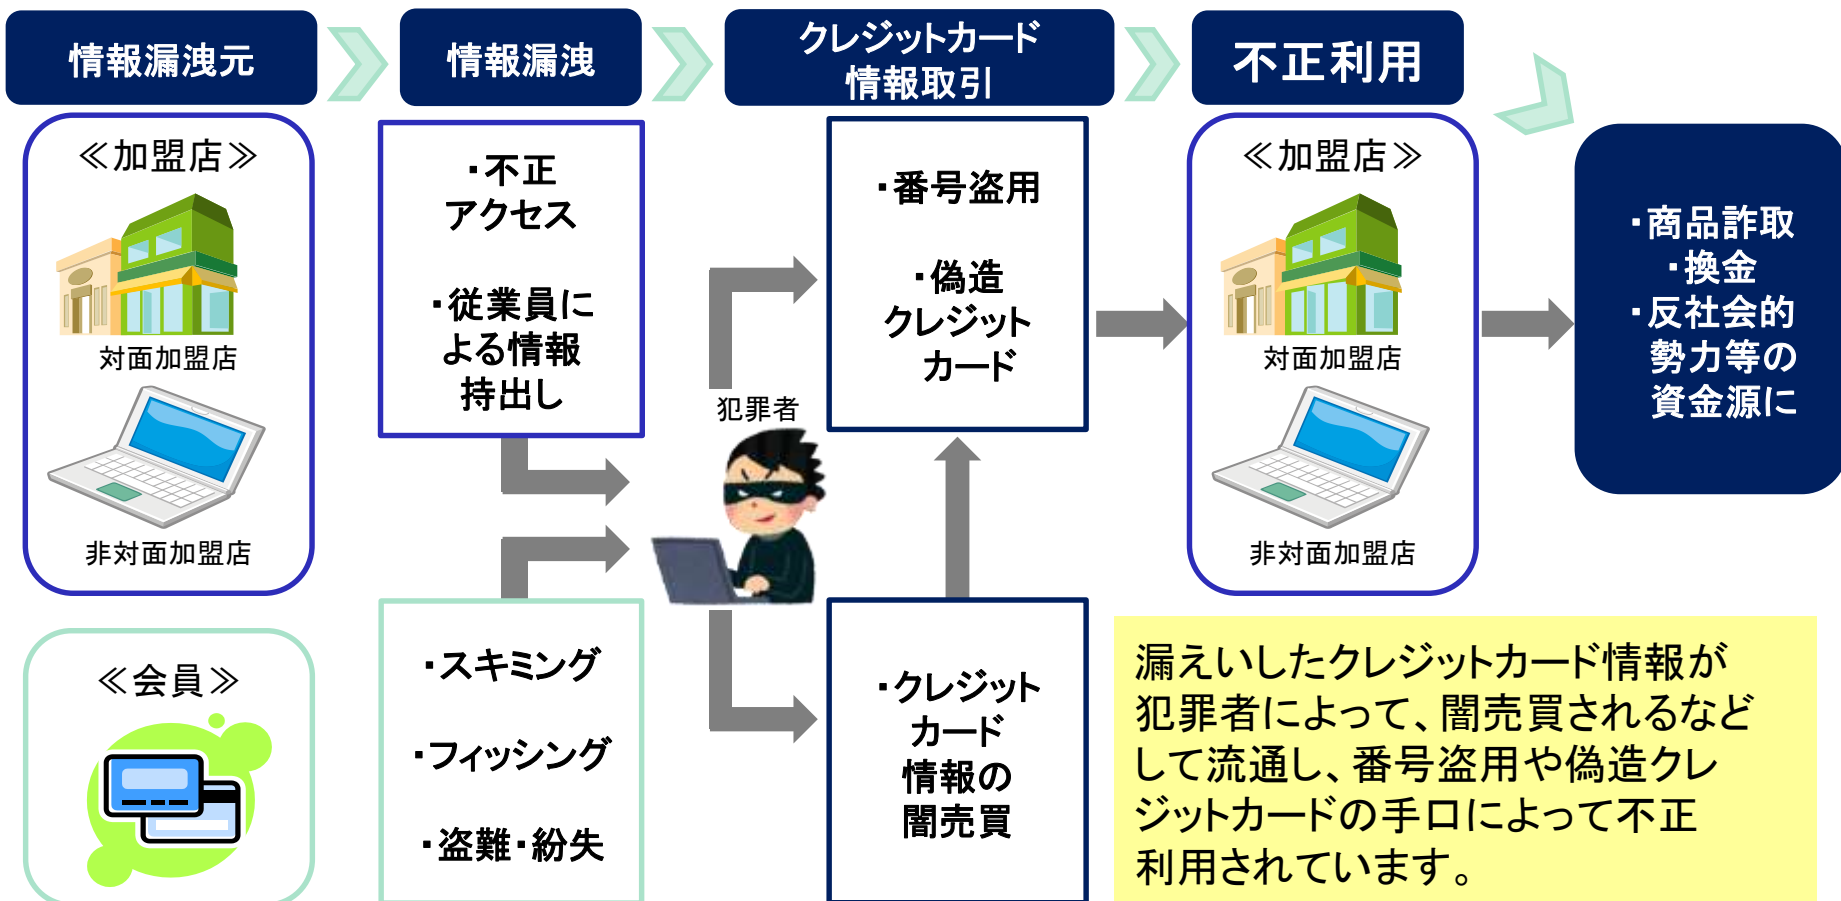 情報漏洩元
情報漏洩
クレジットカード
情報取引
不正利用
≪加盟店≫
対面加盟店
非対面加盟店
≪会員≫
・不正
アクセス
・従業員に
よる情報
持出し
・スキミング
・フィッシング
・盗難・紛失
犯罪者
・番号盗用
・偽造
クレジット
カード
・クレジット
カード
情報の
闇売買
≪加盟店≫
対面加盟店
非対面加盟店
・商品詐取
・換金
・反社会的
勢力等の
資金源に
漏えいしたクレジットカード情報が
犯罪者によって、闇売買されるなど
して流通し、番号盗用や偽造クレ
ジットカードの手口によって不正
利用されています。